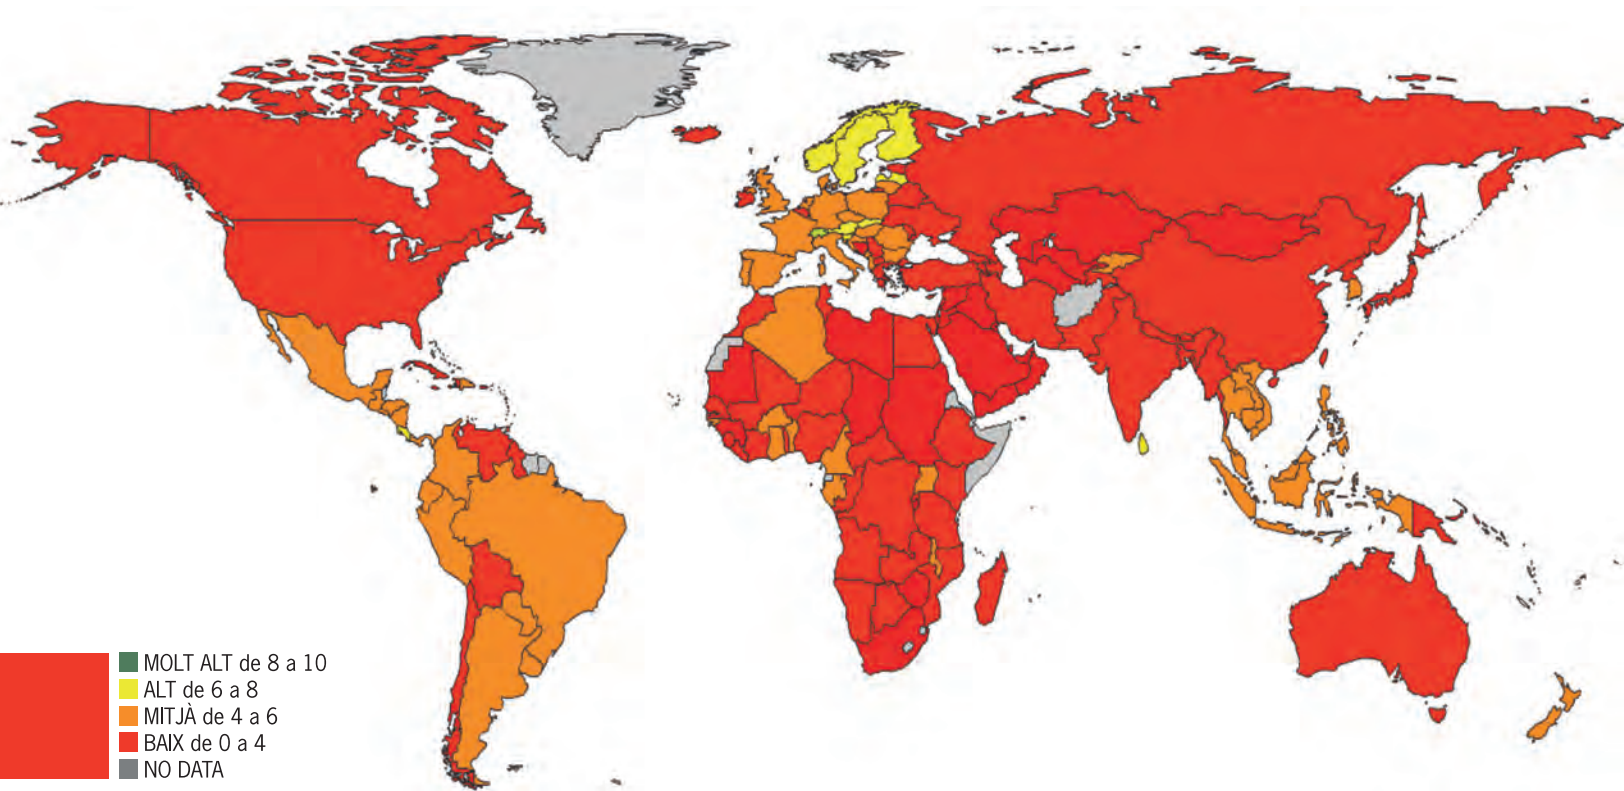 MOLT ALT de 8 a 10
ALT de 6 a 8
MITJÀ de 4 a 6
BAIX de 0 a 4
NO DATA